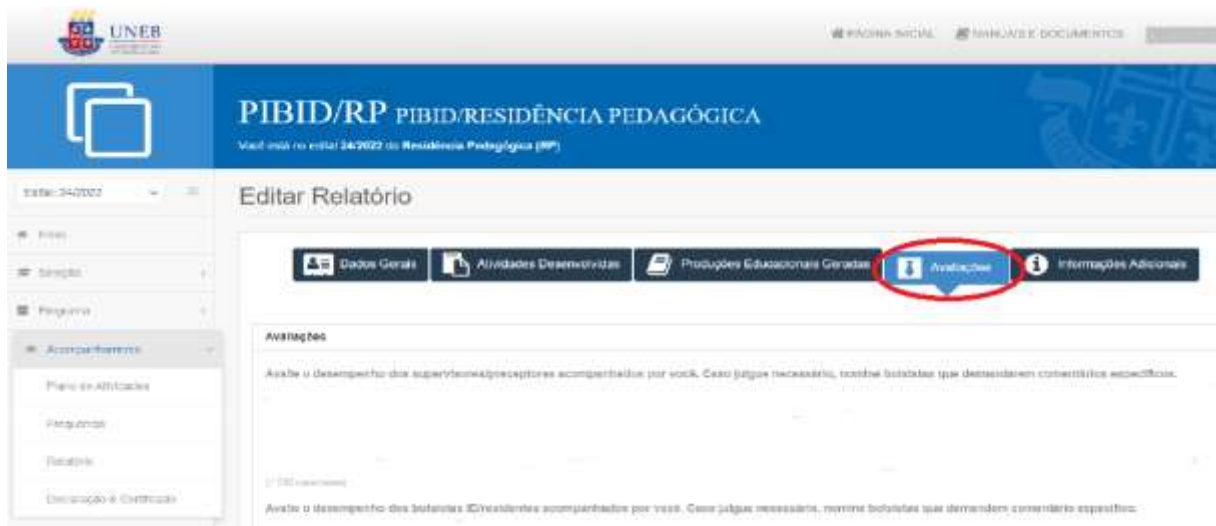 UNEB
PÁGINA INICIAL MANUAIS E DOCUMENTOS
PIBID/RP PIBID/RESIDÊNCIA PEDAGÓGICA
Você está no edital 24/2022 do Residência Pedagógica (RP)
Edital: 24/2022
Editar Relatório
Início
Seleção
Programa
Acompanhamento
Plano de Atividades
Frequência
Relatório
Declaração e Certificado
Dados Gerais Atividades Desenvolvidas Produções Educacionais Geradas Avaliações Informações Adicionais
Avaliações
Avalie o desempenho dos supervisores/preceptores acompanhados por você. Caso julgue necessário, nomine bolsistas que demandarem comentários específicos.
Avalie o desempenho dos bolsistas ID/residentes acompanhados por você. Caso julgue necessário, nomine bolsistas que demandem comentário específico.